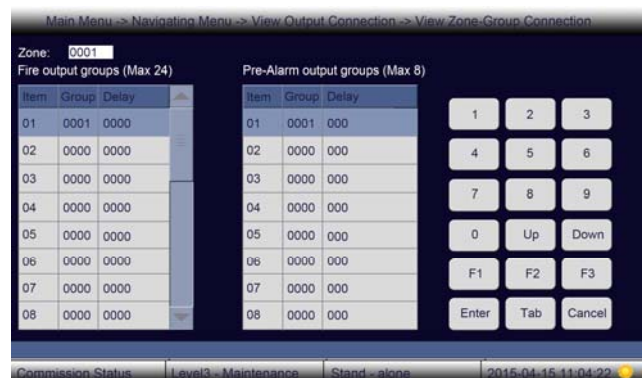 Main Menu -> Navigating Menu -> View Output Connection -> View Zone-Group Connection
Zone: 0001
Fire output groups (Max 24)
Pre-Alarm output groups (Max 8)
Item Group Delay
01 0001 0000
02 0000 0000
03 0000 0000
04 0000 0000
05 0000 0000
06 0000 0000
07 0000 0000
08 0000 0000
Item Group Delay
01 0001 000
02 0000 000
03 0000 000
04 0000 000
05 0000 000
06 0000 000
07 0000 000
08 0000 000
1 2 3
4 5 6
7 8 9
0 Up Down
F1 F2 F3
Enter Tab Cancel
Commission Status Level3 - Maintenance Stand - alone 2015-04-15 11:04:22